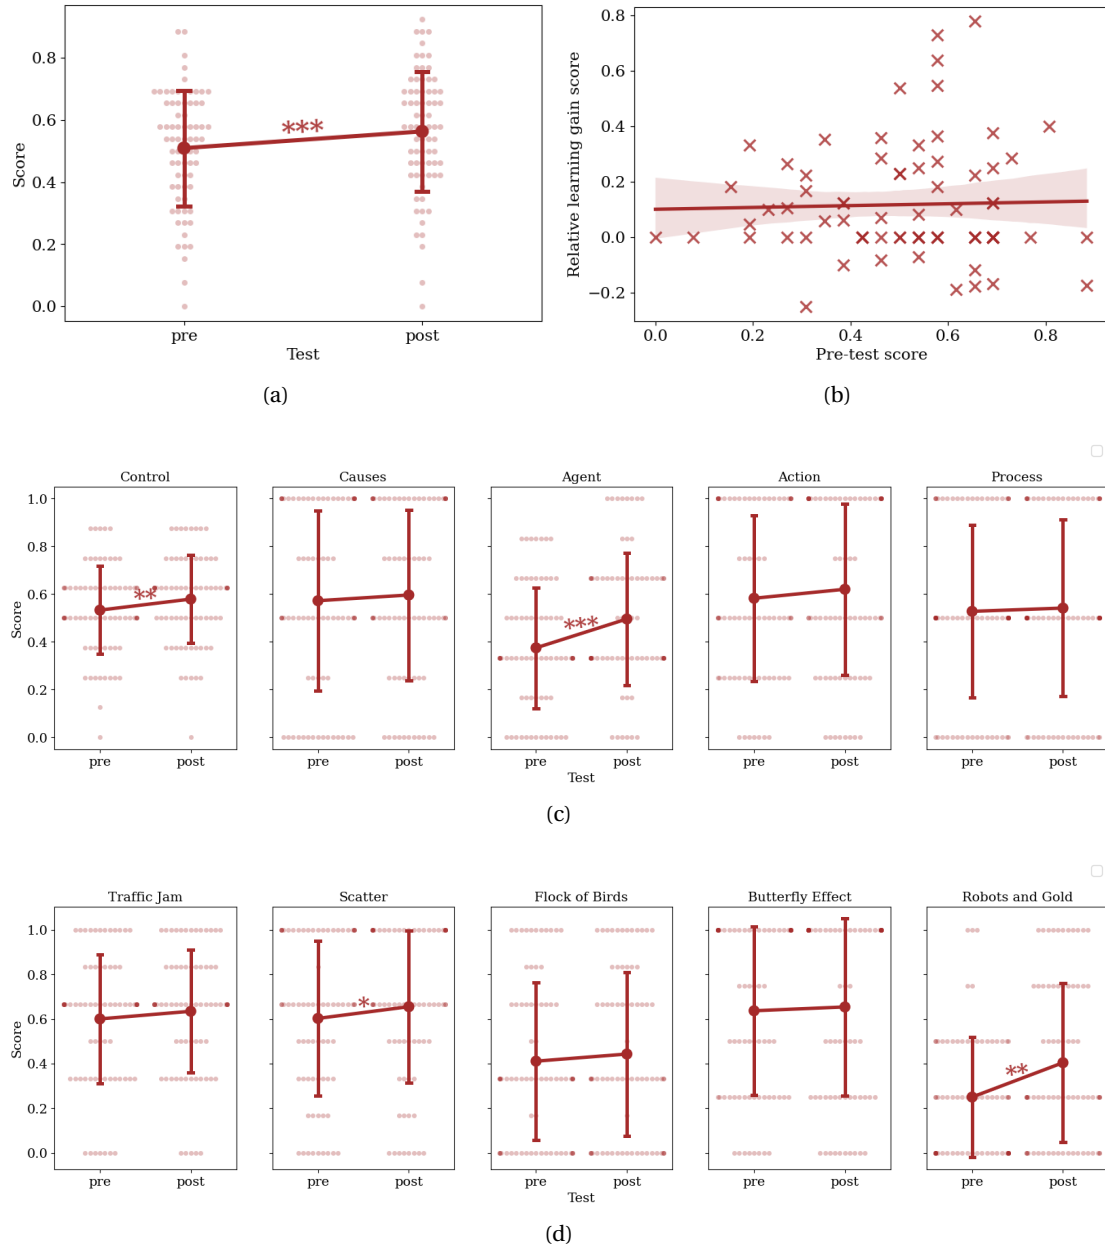 0.8
0.6
0.4
0.2
0.0
Score
***
pre
post
Test
(a)
0.8
0.6
0.4
0.2
0.0
−0.2
Relative learning gain score
0.0 0.2 0.4 0.6 0.8
Pre-test score
(b)
Control Causes Agent Action Process
1.0
0.8
0.6
0.4
0.2
0.0
Score
** ***
pre post pre post pre post pre post pre post
Test
(c)
Traffic Jam Scatter Flock of Birds Butterfly Effect Robots and Gold
1.0
0.8
0.6
0.4
0.2
0.0
Score
* **
pre post pre post pre post pre post pre post
Test
(d)